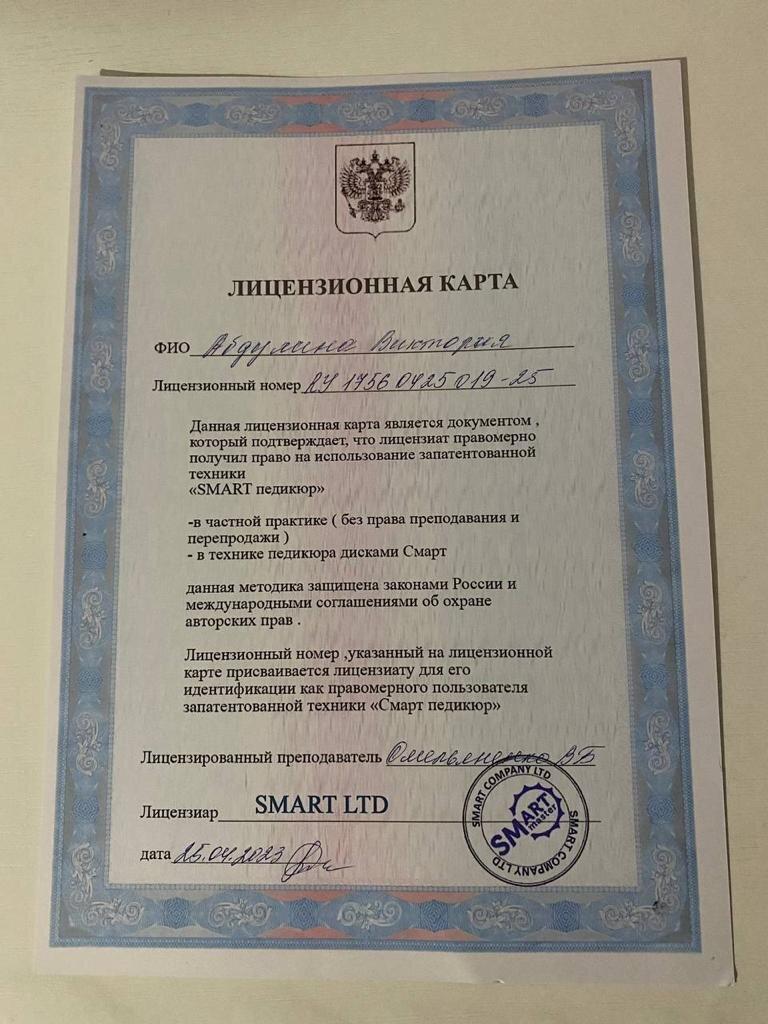 ЛИЦЕНЗИОННАЯ КАРТА
ФИО Абдулина Виктория
Лицензионный номер RU 1756 0425 019-25
Данная лицензионная карта является документом ,
который подтверждает, что лицензиат правомерно
получил право на использование запатентованной
техники
«SMART педикюр»
-в частной практике ( без права преподавания и
перепродажи )
- в технике педикюра дисками Смарт
данная методика защищена законами России и
международными соглашениями об охране
авторских прав .
Лицензионный номер ,указанный на лицензионной
карте присваивается лицензиату для его
идентификации как правомерного пользователя
запатентованной техники «Смарт педикюр»
Лицензированный преподаватель Омельяненко ВБ
Лицензиар SMART LTD
SMART COMPANY LTD
SMART COMPANY LTD
SMART
master
дата 25.04.2023